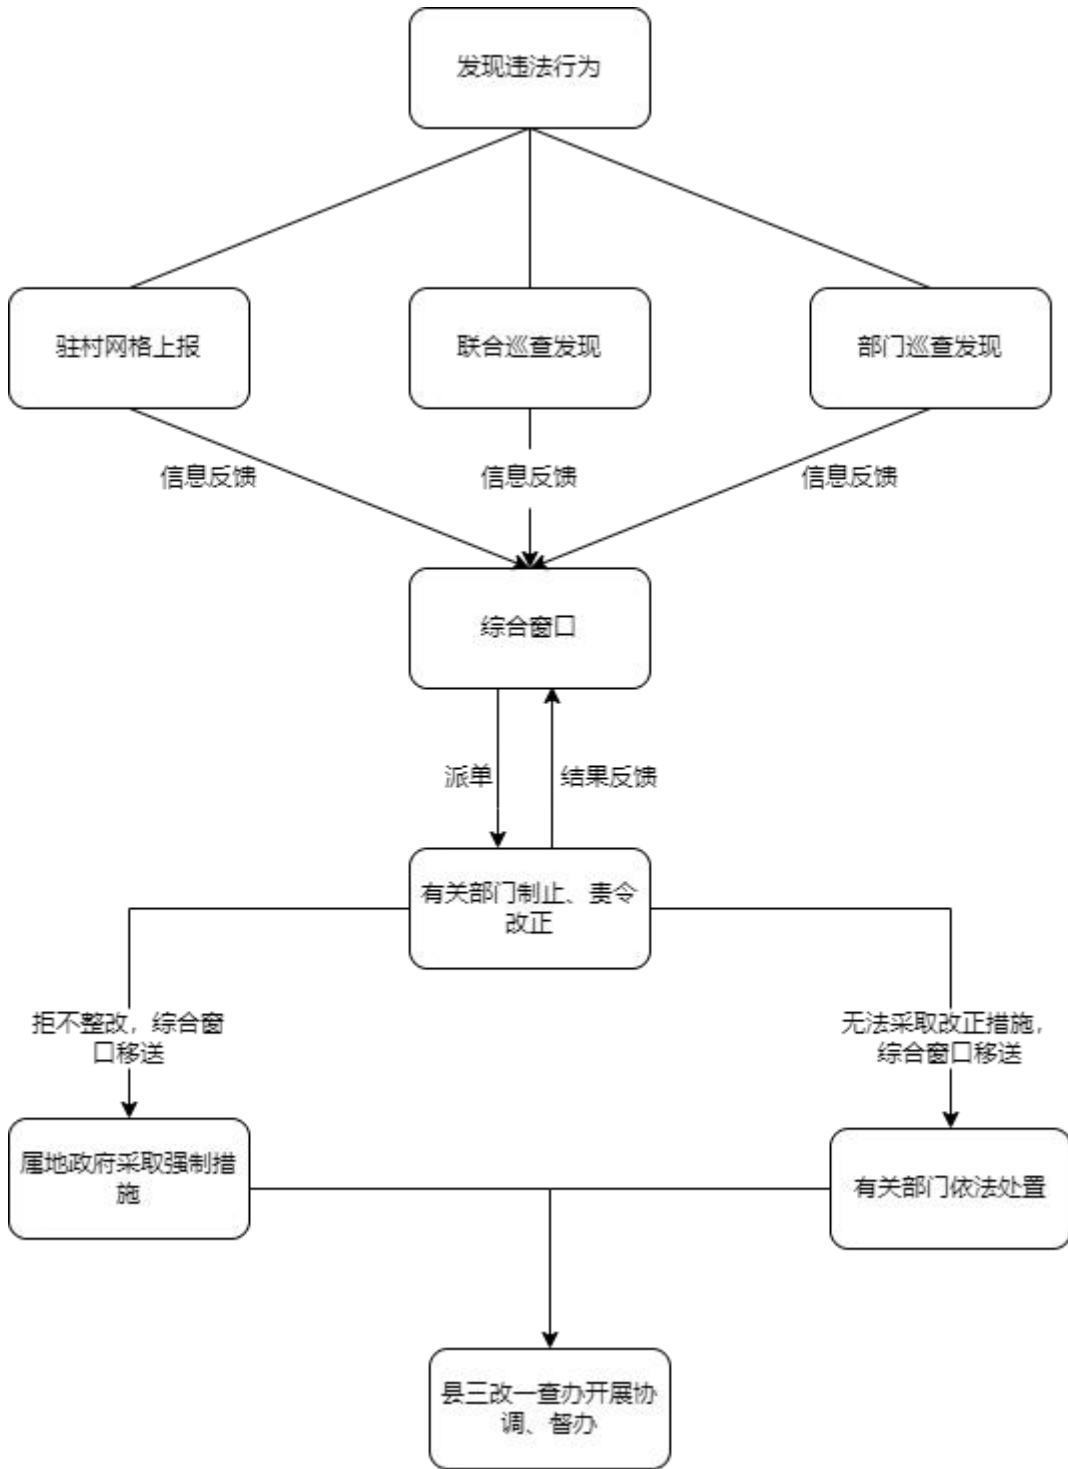 发现违法行为
驻村网格上报
联合巡查发现
部门巡查发现
信息反馈
信息反馈
信息反馈
综合窗口
派单
结果反馈
有关部门制止、责令
改正
拒不整改，综合窗
口移送
无法采取改正措施，
综合窗口移送
属地政府采取强制措
施
有关部门依法处置
县三改一查办开展协
调、督办